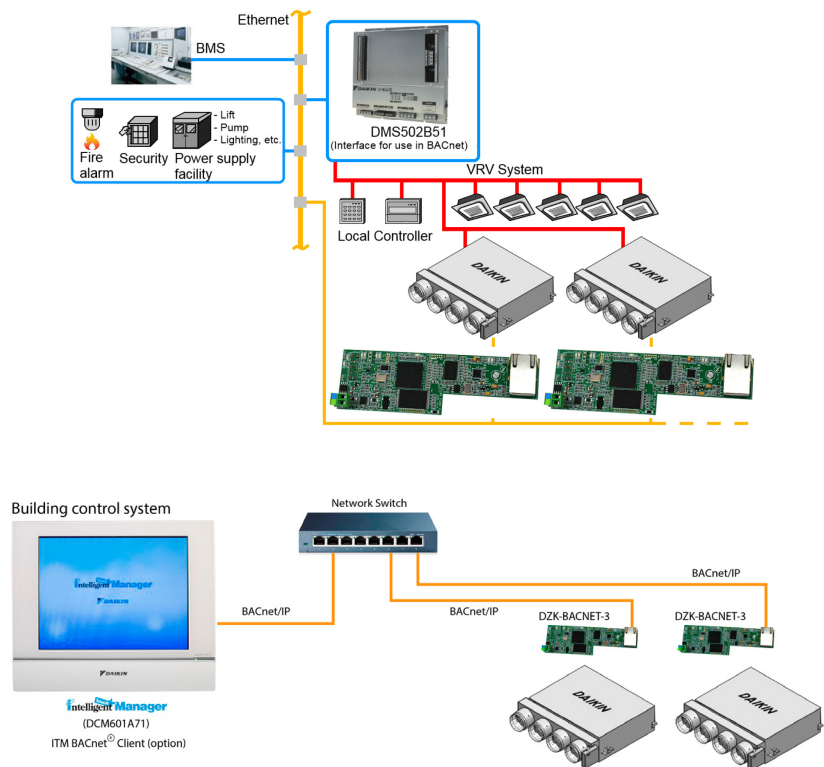 Ethernet
BMS
- Lift
- Pump
- Lighting, etc.
Fire
alarm
Security
Power supply
facility
DAIKIN
DMS502B51
(Interface for use in BACnet)
VRV System
Local Controller
DAIKIN
DAIKIN
Building control system
Network Switch
intelligent Manager
DAIKIN
DAIKIN
BACnet/IP
BACnet/IP
BACnet/IP
DZK-BACNET-3
DZK-BACNET-3
DAIKIN
DAIKIN
intelligent Manager
(DCM601A71)
ITM BACnet® Client (option)